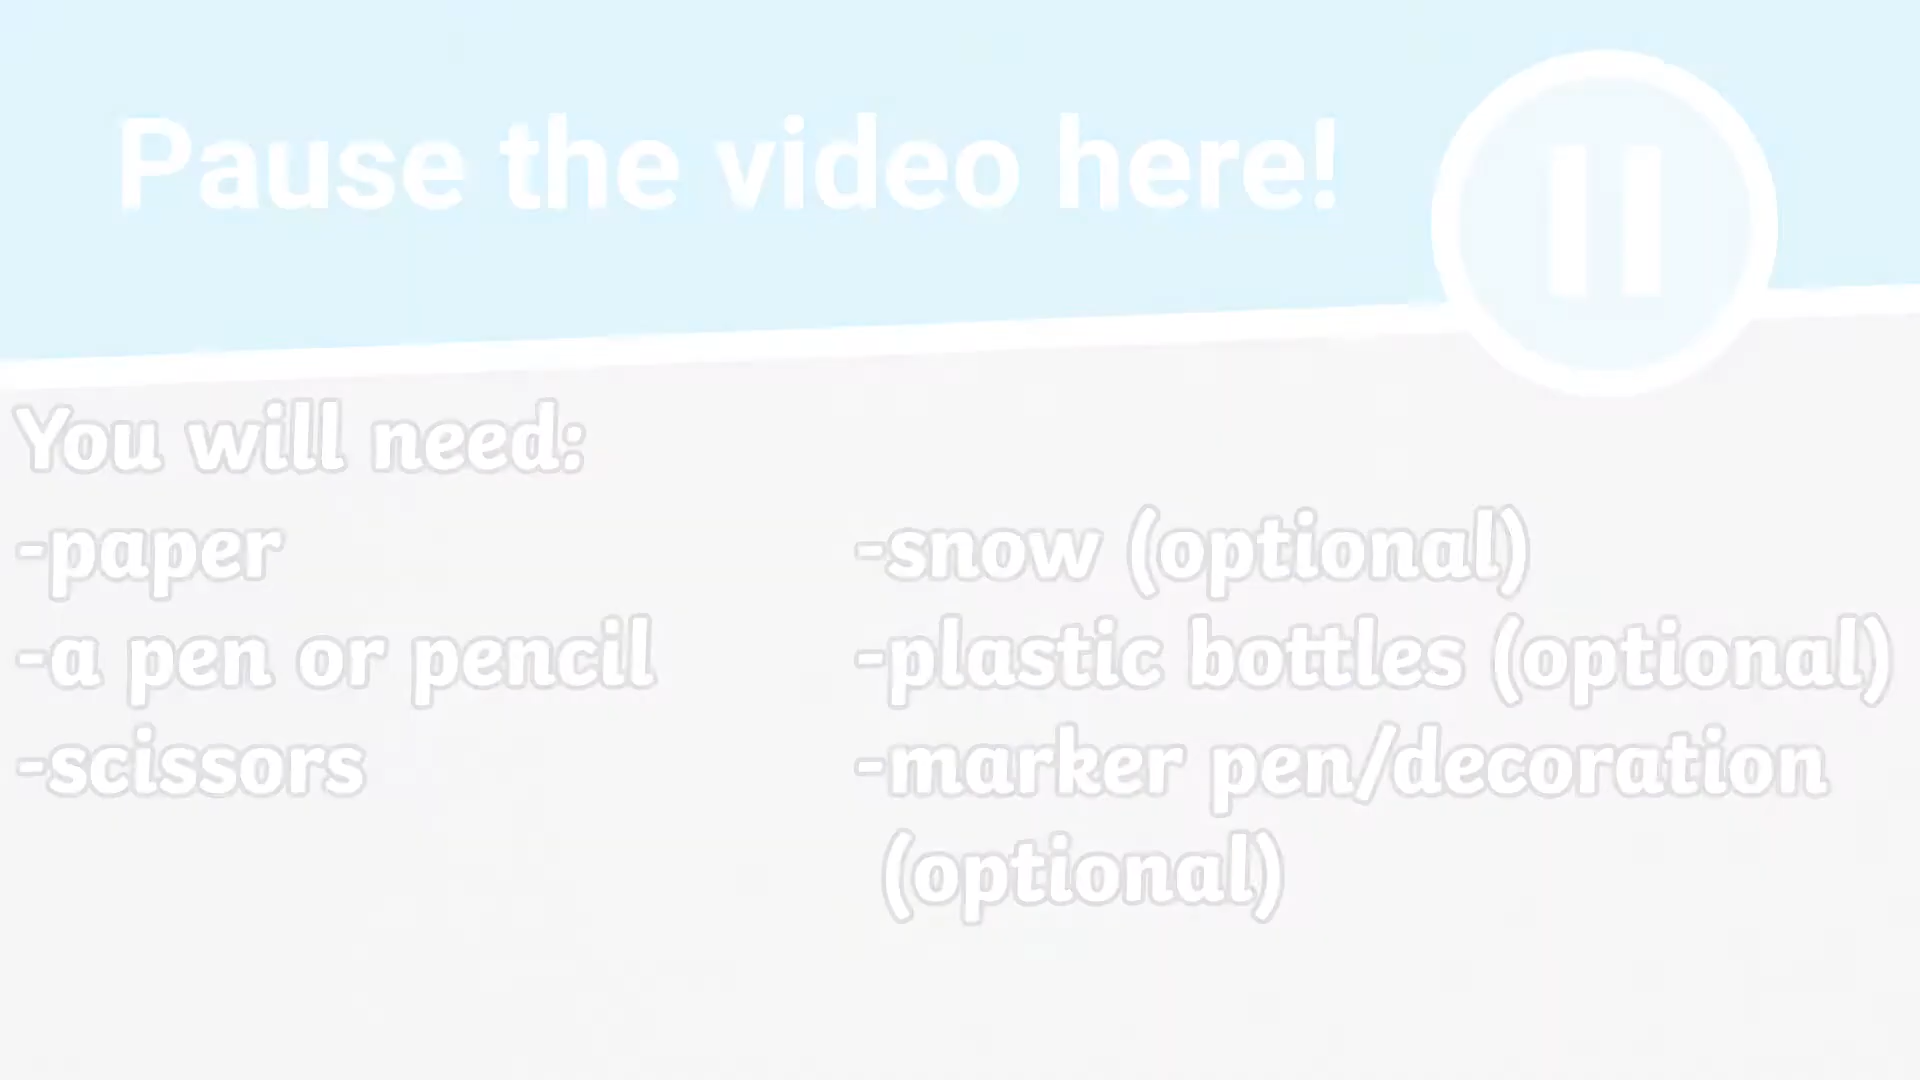 Pause the video here!
You will need:
-paper
-a pen or pencil
-scissors
-snow (optional)
-plastic bottles (optional)
-marker pen/decoration
(optional)